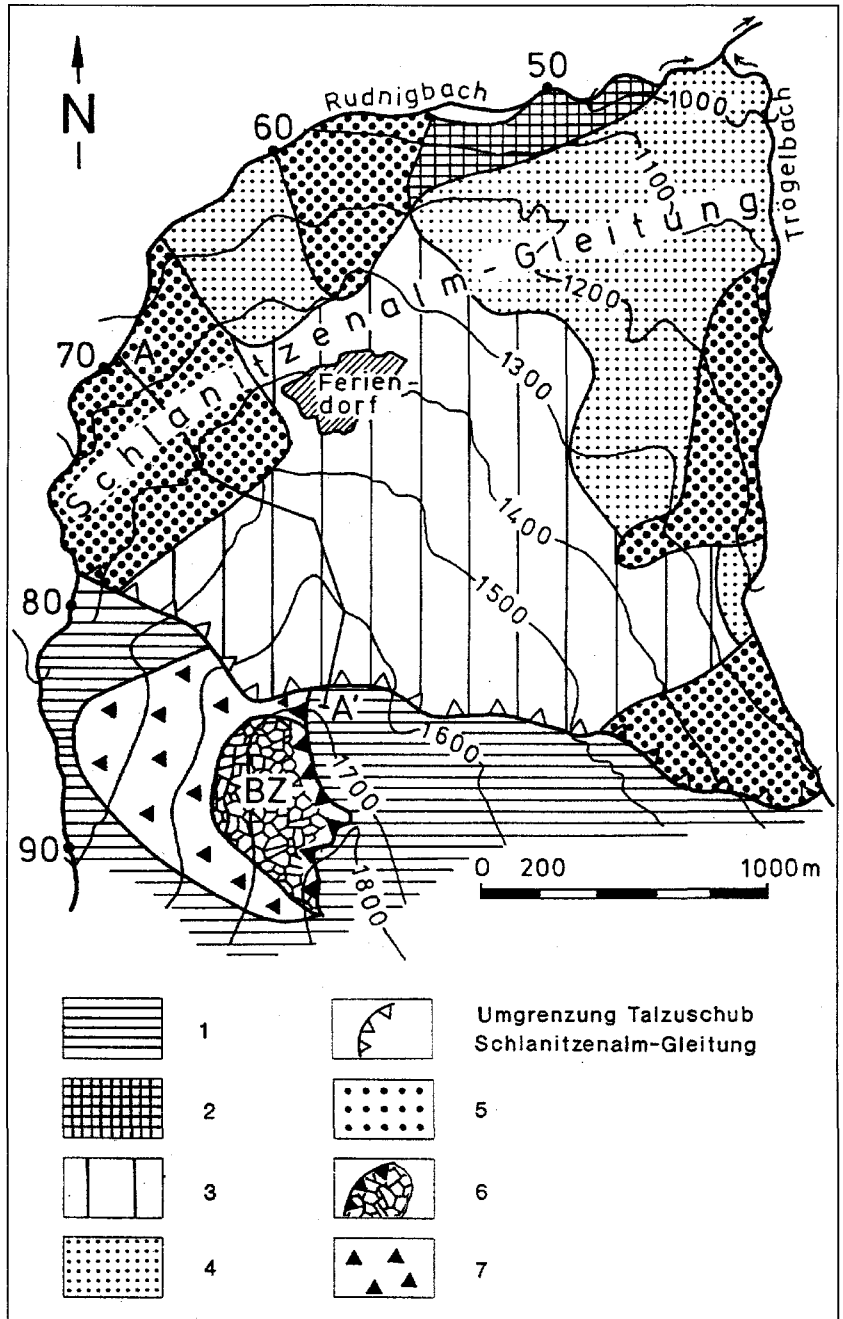 N
50
Rudnigbach
1000
60
1100
Trögelbach
Schlanitzenalm-Gleitung
1200
70
A
1300
Ferien-
dorf
1400
1500
80
A'
1600
1700
BZ
90
1800
0 200 1000m
1
Umgrenzung Talzuschub
Schlanitzenalm-Gleitung
2
5
3
6
4
7